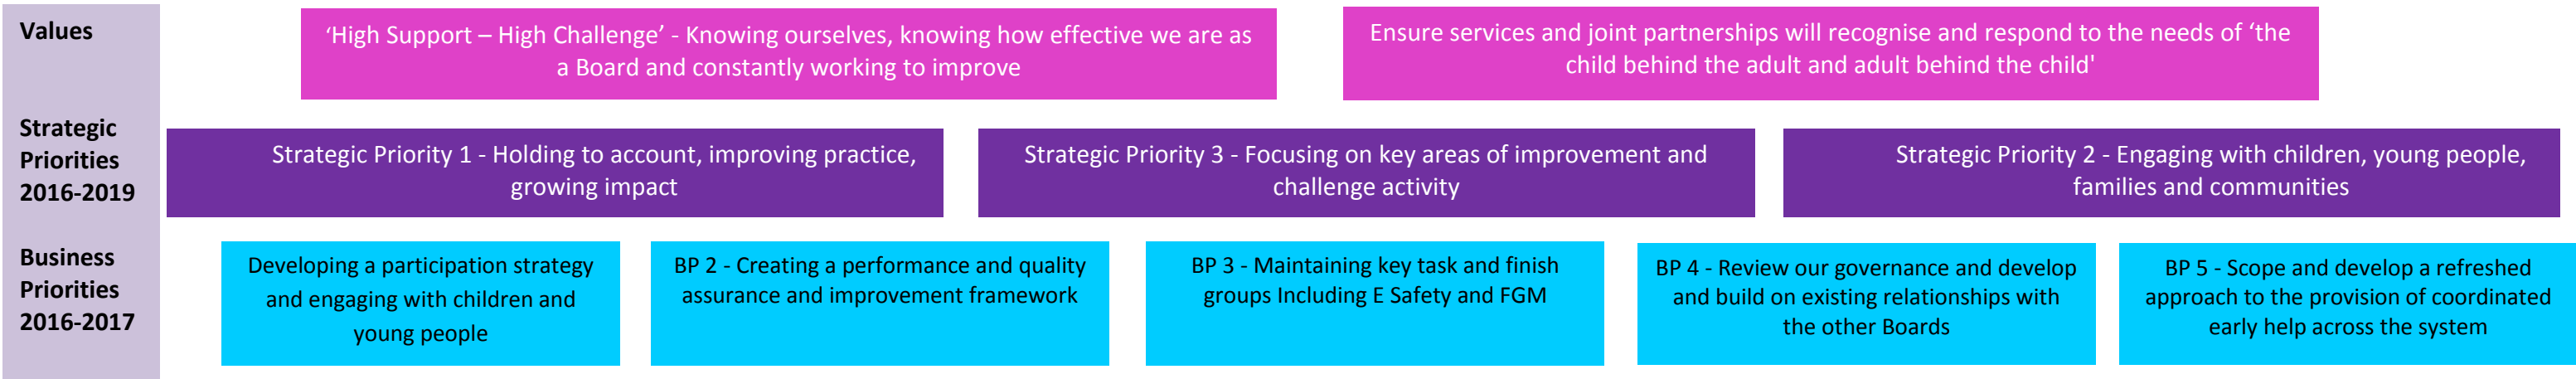 Values
‘High Support – High Challenge’ - Knowing ourselves, knowing how effective we are as
a Board and constantly working to improve
Ensure services and joint partnerships will recognise and respond to the needs of ‘the
child behind the adult and adult behind the child'
Strategic
Priorities
2016-2019
Strategic Priority 1 - Holding to account, improving practice,
growing impact
Strategic Priority 3 - Focusing on key areas of improvement and
challenge activity
Strategic Priority 2 - Engaging with children, young people,
families and communities
Business
Priorities
2016-2017
Developing a participation strategy
and engaging with children and
young people
BP 2 - Creating a performance and quality
assurance and improvement framework
BP 3 - Maintaining key task and finish
groups Including E Safety and FGM
BP 4 - Review our governance and develop
and build on existing relationships with
the other Boards
BP 5 - Scope and develop a refreshed
approach to the provision of coordinated
early help across the system